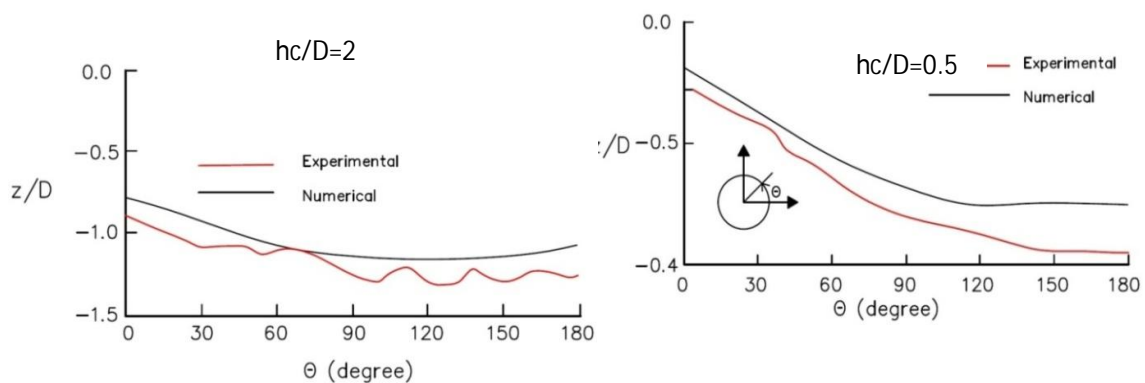 hc/D=2
0.0
−0.5
z/D
−1.0
−1.5
Experimental
Numerical
0 30 60 90 120 150 180
Θ (degree)
0.0
hc/D=0.5
Experimental
Numerical
z/D −0.5
Θ
−0.4
0 30 60 90 120 150 180
Θ (degree)